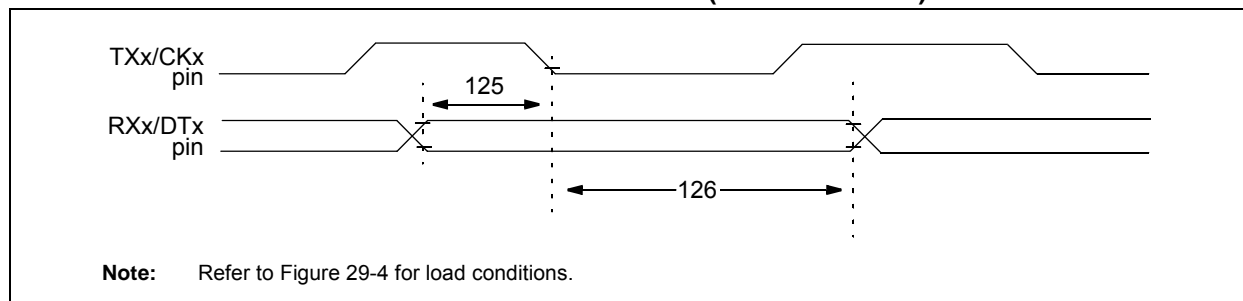 TXx/CKx
pin
125
RXx/DTx
pin
126
Note: Refer to Figure 29-4 for load conditions.